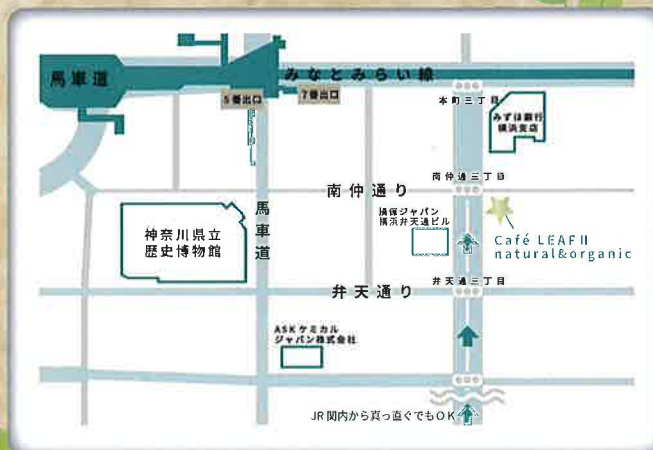 馬車道
みなとみらい線
5番出口
7番出口
本町三丁目
みずほ銀行
横浜支店
南仲通三丁目
南仲通り
馬車道
神奈川県立
歴史博物館
損保ジャパン
横浜弁天通ビル
Café LEAFⅡ
natural&organic
弁天通三丁目
弁天通り
ASKケミカル
ジャパン株式会社
JR関内から真っ直ぐでもOK